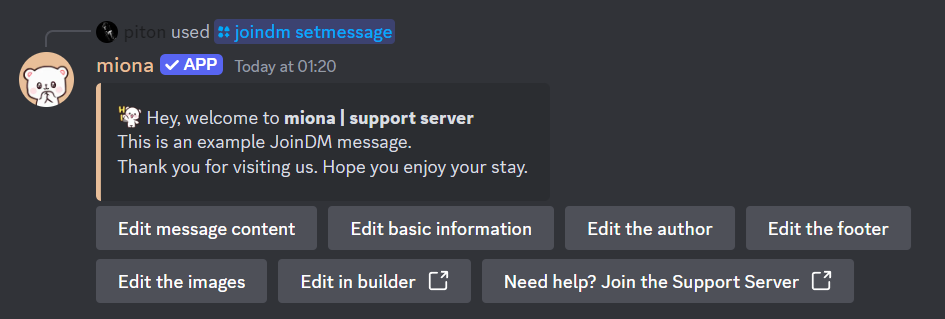 piton used joindm setmessage
miona ✓ APP Today at 01:20
Hey, welcome to miona | support server
This is an example JoinDM message.
Thank you for visiting us. Hope you enjoy your stay.
Edit message content Edit basic information Edit the author Edit the footer
Edit the images Edit in builder Need help? Join the Support Server